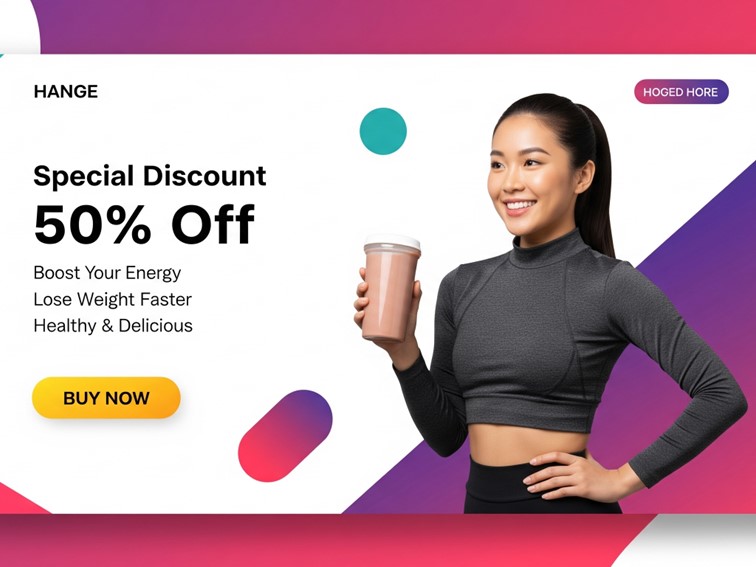 HANGE
HOGED HORE
Special Discount
50% Off
Boost Your Energy
Lose Weight Faster
Healthy & Delicious
BUY NOW